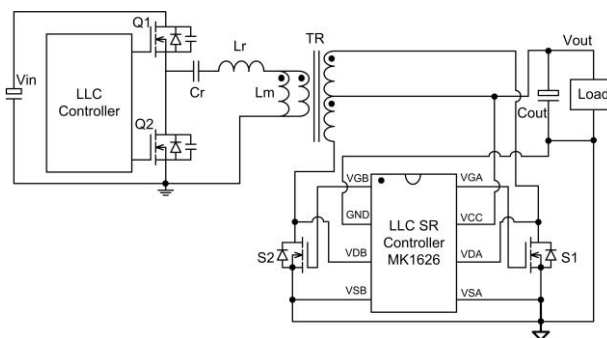 Q1
Lr
TR
Vout
Vin
LLC
Controller
Cr
Lm
Load
Cout
Q2
VGB
VGA
GND
VCC
LLC SR
Controller
MK1626
S2
VDB
VDA
S1
VSB
VSA